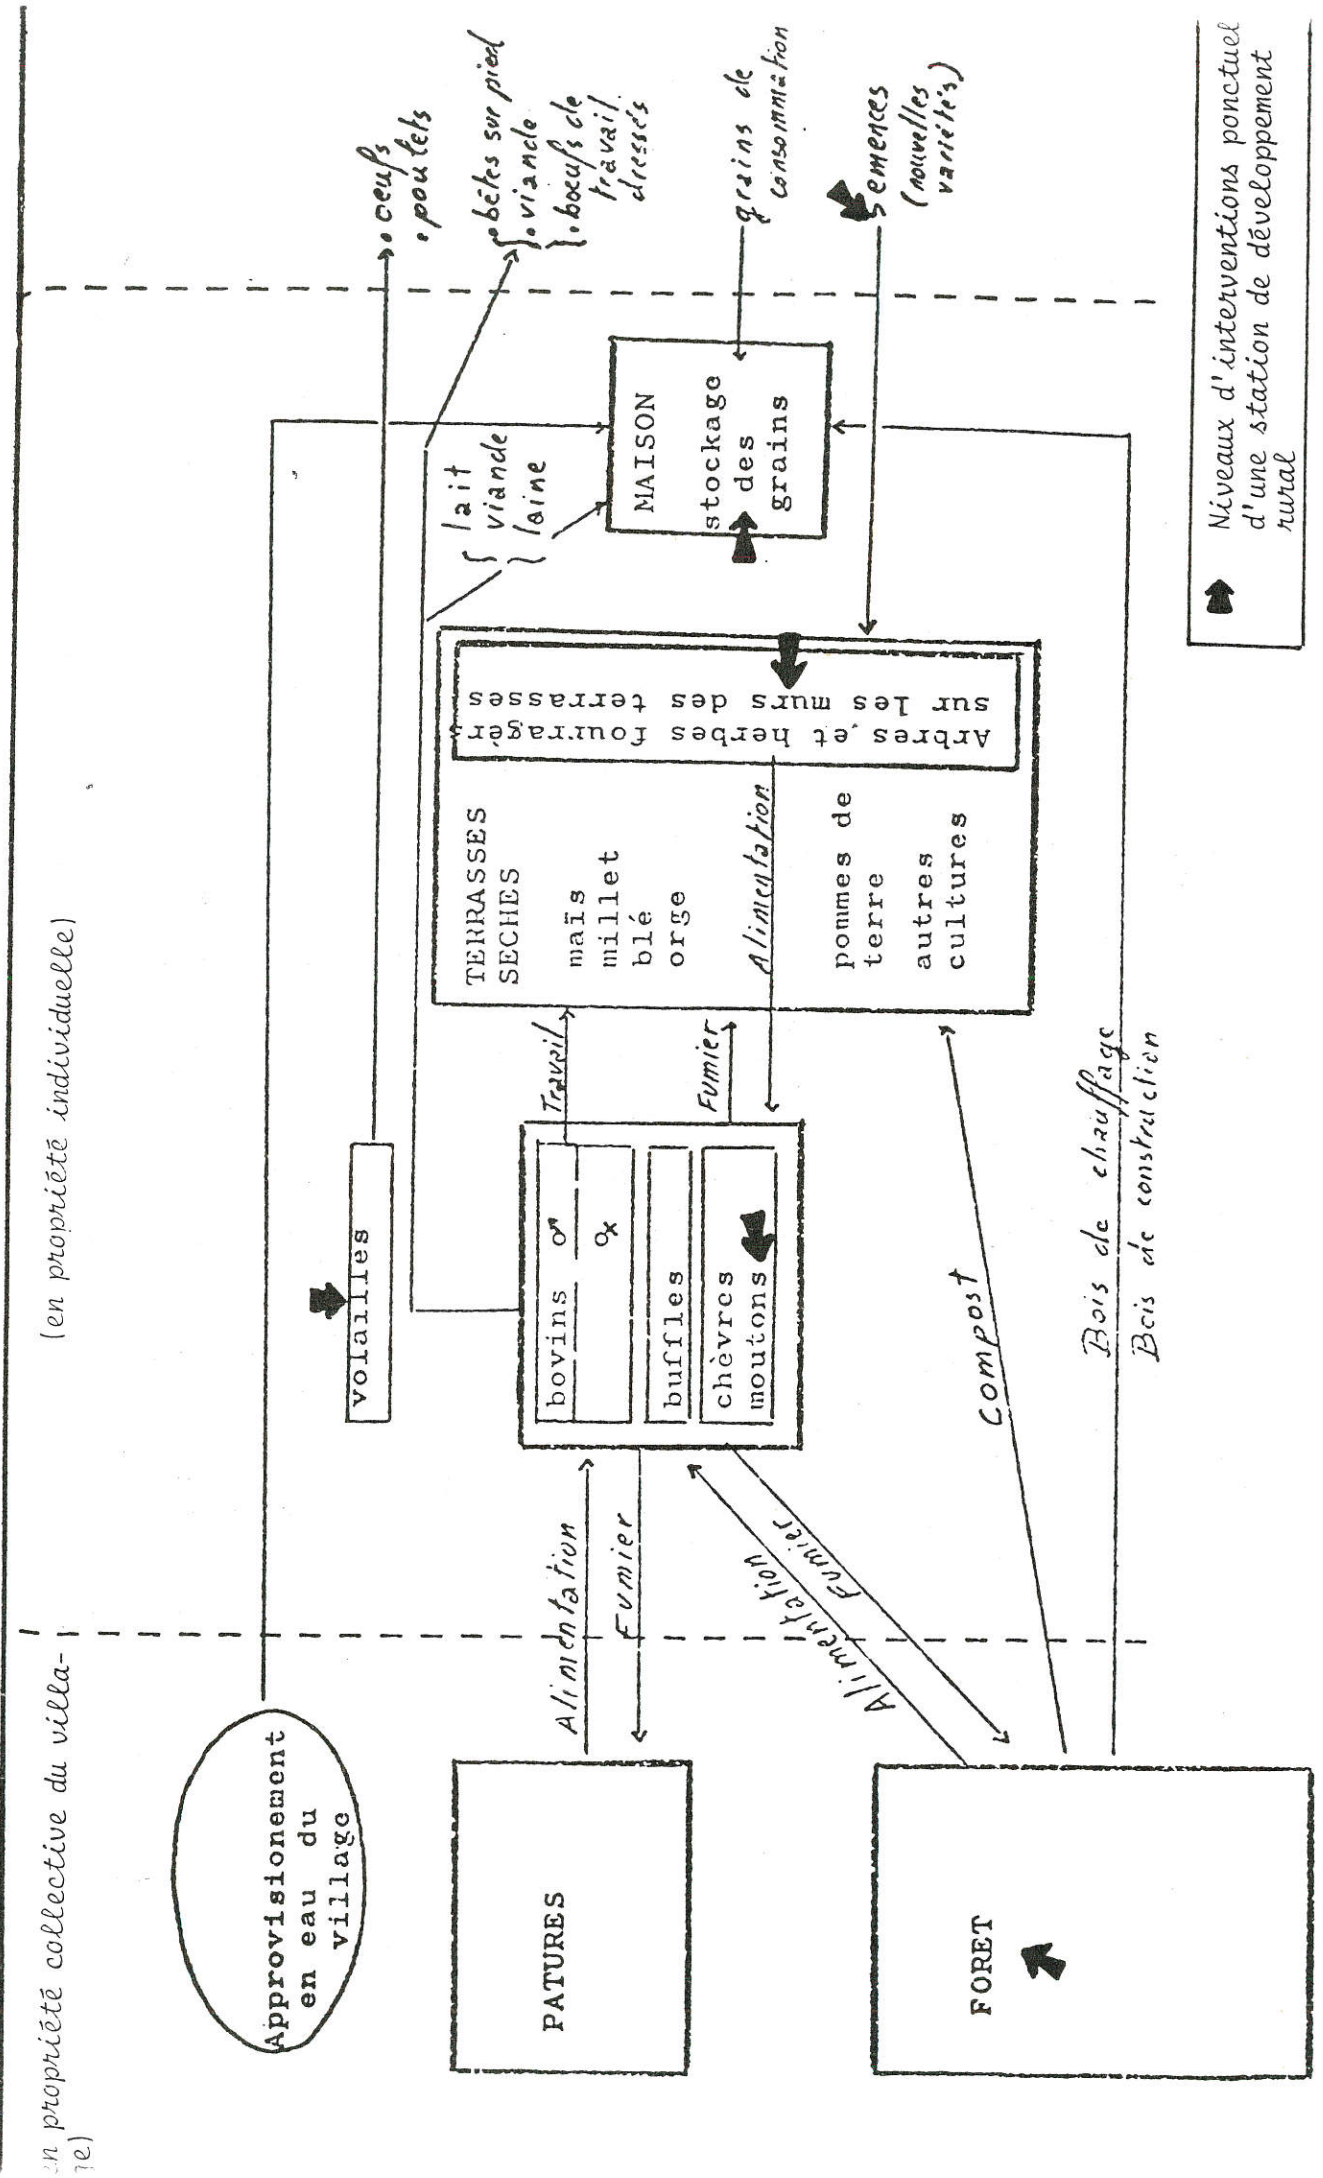 en propriété collective du villa-
ge)
(en propriété individuelle)
Approvisionement
en eau du
village
PATURES
FORET
Alimentation
Fumier
Alimentation
Fumier
compost
Bois de chauffage
Bois de construction
volailles
bovins ♂
♀
buffles
chèvres
moutons
Travail
Fumier
Alimentation
TERRASSES
SECHES
maïs
millet
blé
orge
pommes de
terre
autres
cultures
Arbres et herbes fourragers
sur les murs des terrasses
lait
viande
laine
MAISON
stockage
des
grains
• oeufs
• poulets
• bêtes sur pied
• viande
• boeufs de
travail
dressés
grains de
consommation
semences
(nouvelles
variétés)
Niveaux d'interventions ponctuel
d'une station de développement
rural